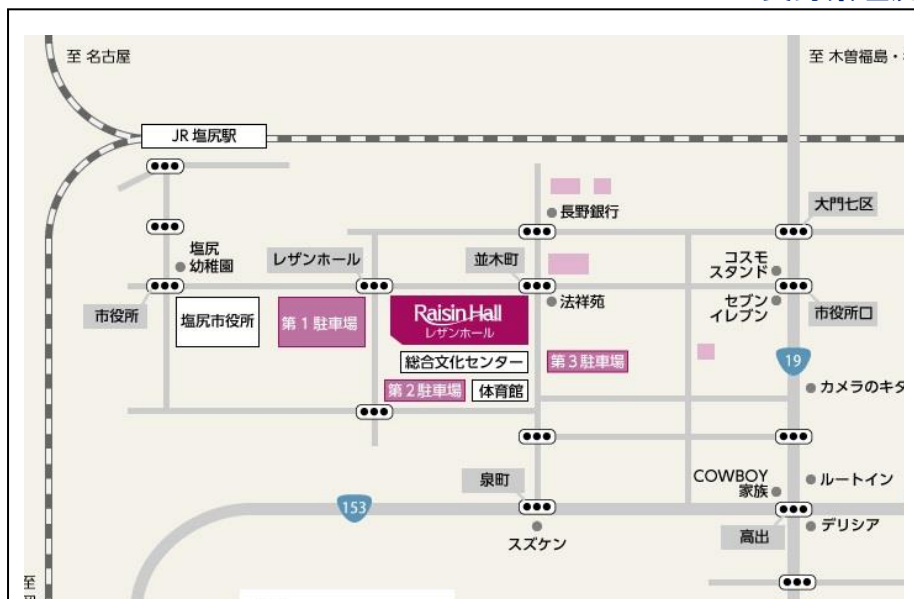 至 名古屋
至 木曽福島・
JR 塩尻駅
大門七区
長野銀行
塩尻
幼稚園
レザンホール
並木町
コスモ
スタンド
市役所
塩尻市役所
第1駐車場
Raisin Hall
レザンホール
法祥苑
セブン
イレブン
市役所口
総合文化センター
第3駐車場
19
第2駐車場
体育館
カメラのキタ
泉町
COWBOY
家族
ルートイン
153
高出
デリシア
スズケン
至